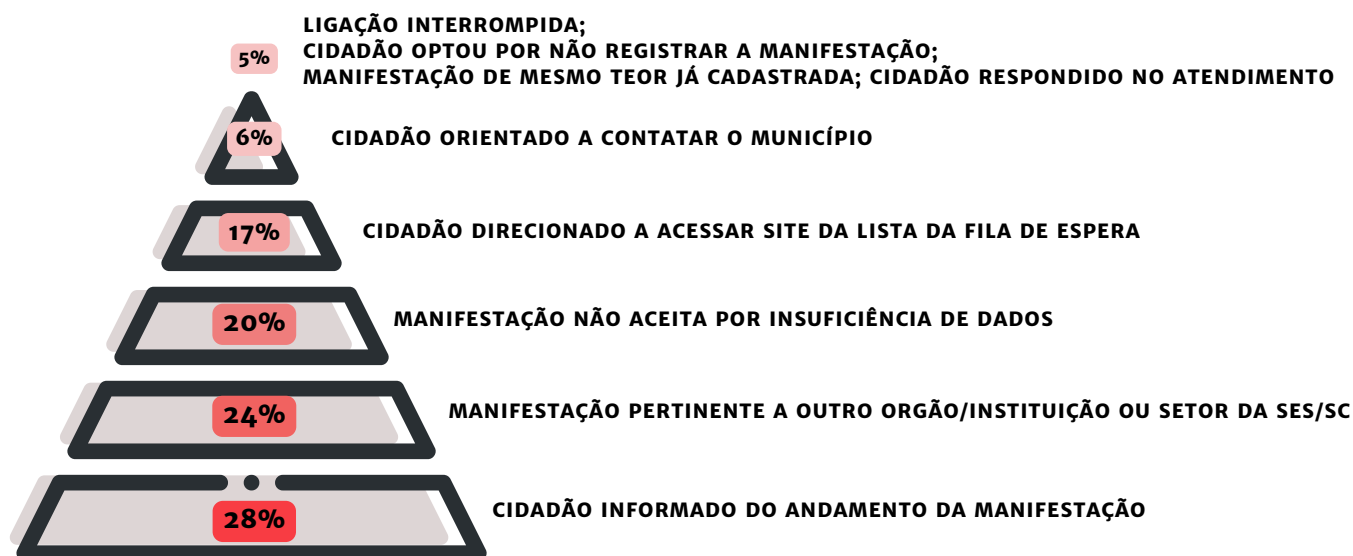 LIGAÇÃO INTERROMPIDA;
5%
CIDADÃO OPTOU POR NÃO REGISTRAR A MANIFESTAÇÃO;
MANIFESTAÇÃO DE MESMO TEOR JÁ CADASTRADA; CIDADÃO RESPONDIDO NO ATENDIMENTO
6%
CIDADÃO ORIENTADO A CONTATAR O MUNICÍPIO
17%
CIDADÃO DIRECIONADO A ACESSAR SITE DA LISTA DA FILA DE ESPERA
20%
MANIFESTAÇÃO NÃO ACEITA POR INSUFICIÊNCIA DE DADOS
24%
MANIFESTAÇÃO PERTINENTE A OUTRO ORGÃO/INSTITUIÇÃO OU SETOR DA SES/SC
28%
CIDADÃO INFORMADO DO ANDAMENTO DA MANIFESTAÇÃO